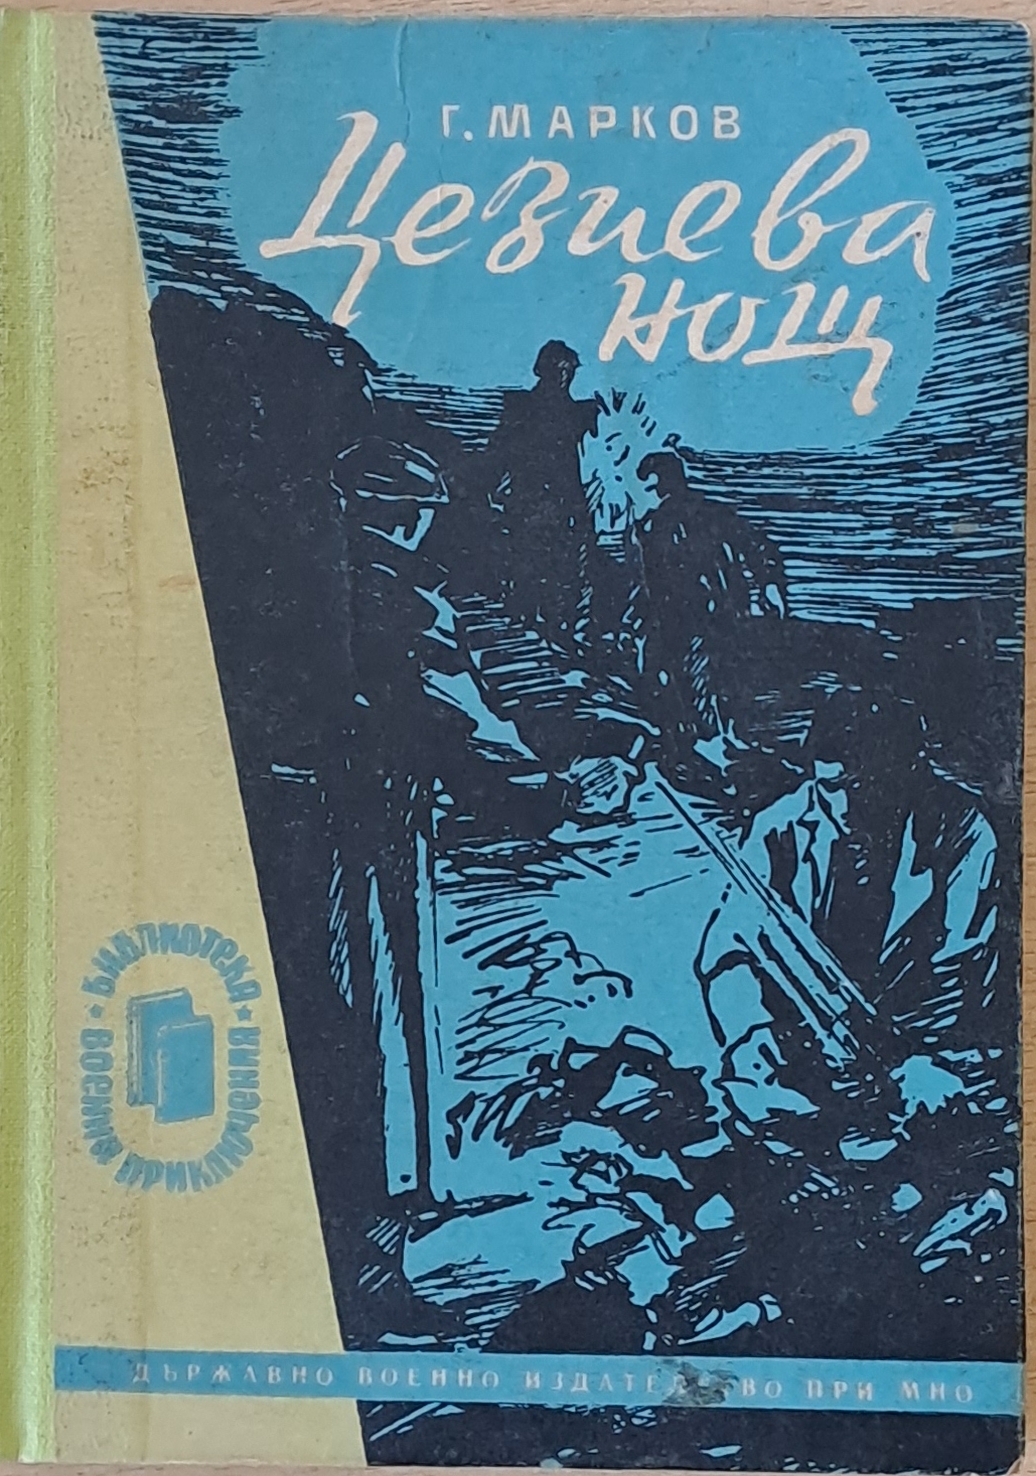 Г. МАРКОВ
Цезиева
нощ
БИБЛИОТЕКА * ВОЕННИ ПРИКЛЮЧЕНИЯ *
ДЪРЖАВНО ВОЕННО ИЗДАТЕЛСТВО ПРИ МНО